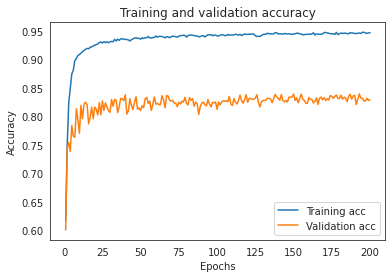 Training and validation accuracy
Accuracy
0.95
0.90
0.85
0.80
0.75
0.70
0.65
0.60
Training acc
Validation acc
0 25 50 75 100 125 150 175 200
Epochs